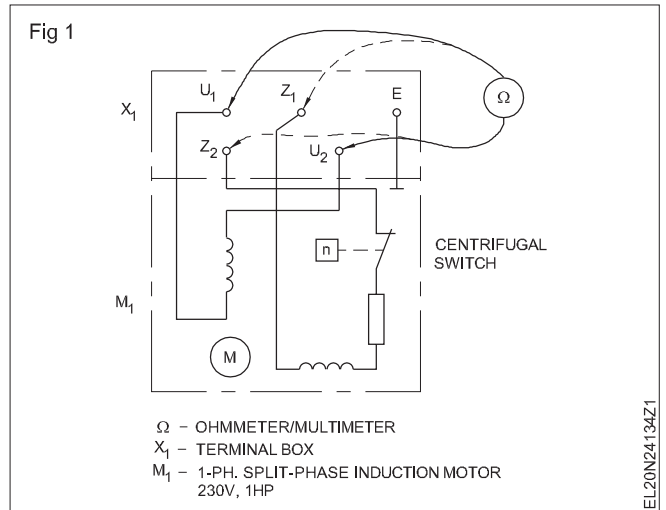 Fig 1
U1 Z1 E Ω
X1
Z2 U2
n CENTRIFUGAL
SWITCH
M1
M
Ω – OHMMETER/MULTIMETER
X1 – TERMINAL BOX
M1 – 1-PH. SPLIT-PHASE INDUCTION MOTOR
230V, 1HP
EL20N24134Z1